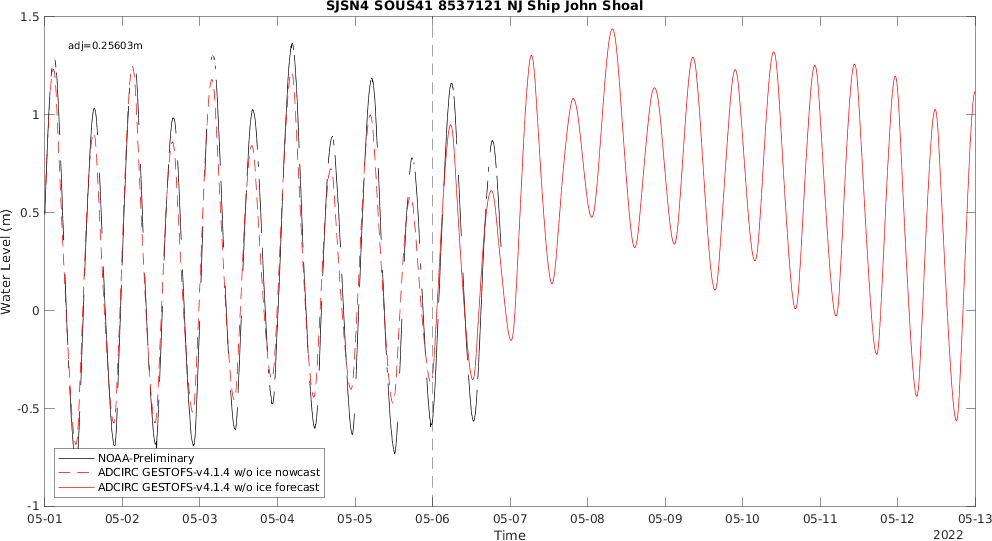 SJSN4 SOUS41 8537121 NJ Ship John Shoal
adj=0.25603m
1.5
1
0.5
0
-0.5
-1
Water Level (m)
NOAA-Preliminary
ADCIRC GESTOFS-v4.1.4 w/o ice nowcast
ADCIRC GESTOFS-v4.1.4 w/o ice forecast
05-01 05-02 05-03 05-04 05-05 05-06 05-07 05-08 05-09 05-10 05-11 05-12 05-13
Time
2022